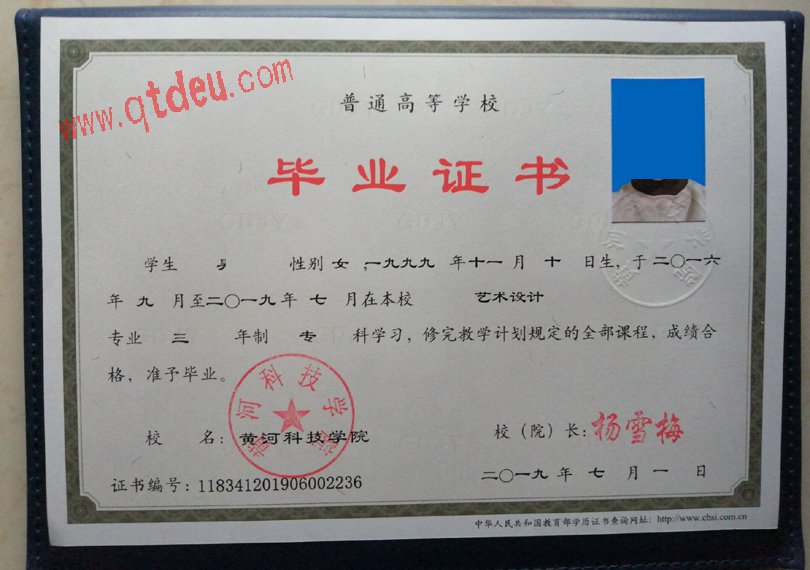 www.qtdeu.com
普通高等学校
毕业证书
学生 性别 女 ,一九九九 年 十一 月 十 日生, 于 二〇一六
年 九 月至 二〇一九 年 七 月在本校 艺术设计
专业 三 年制 专 科学习, 修完教学计划规定的全部课程, 成绩合
格, 准予毕业。
黄河科技学院
校 名: 黄河科技学院
校（院）长: 杨雪梅
二〇一九 年 七 月 一 日
证书编号: 118341201906002236
中华人民共和国教育部学历证书查询网址: http://www.chsi.com.cn